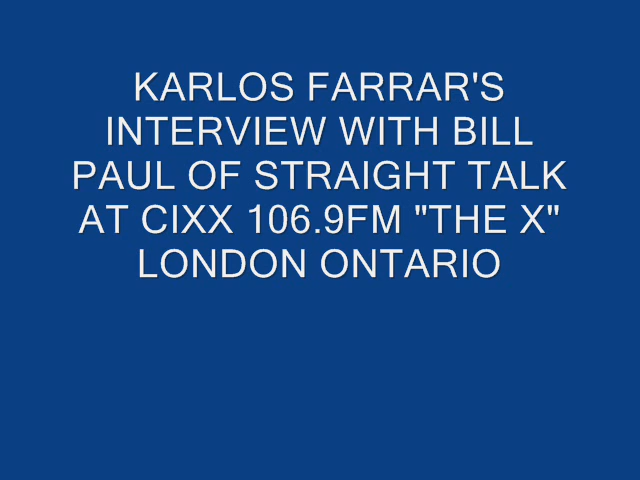 KARLOS FARRAR'S
INTERVIEW WITH BILL
PAUL OF STRAIGHT TALK
AT CIXX 106.9FM "THE X"
LONDON ONTARIO